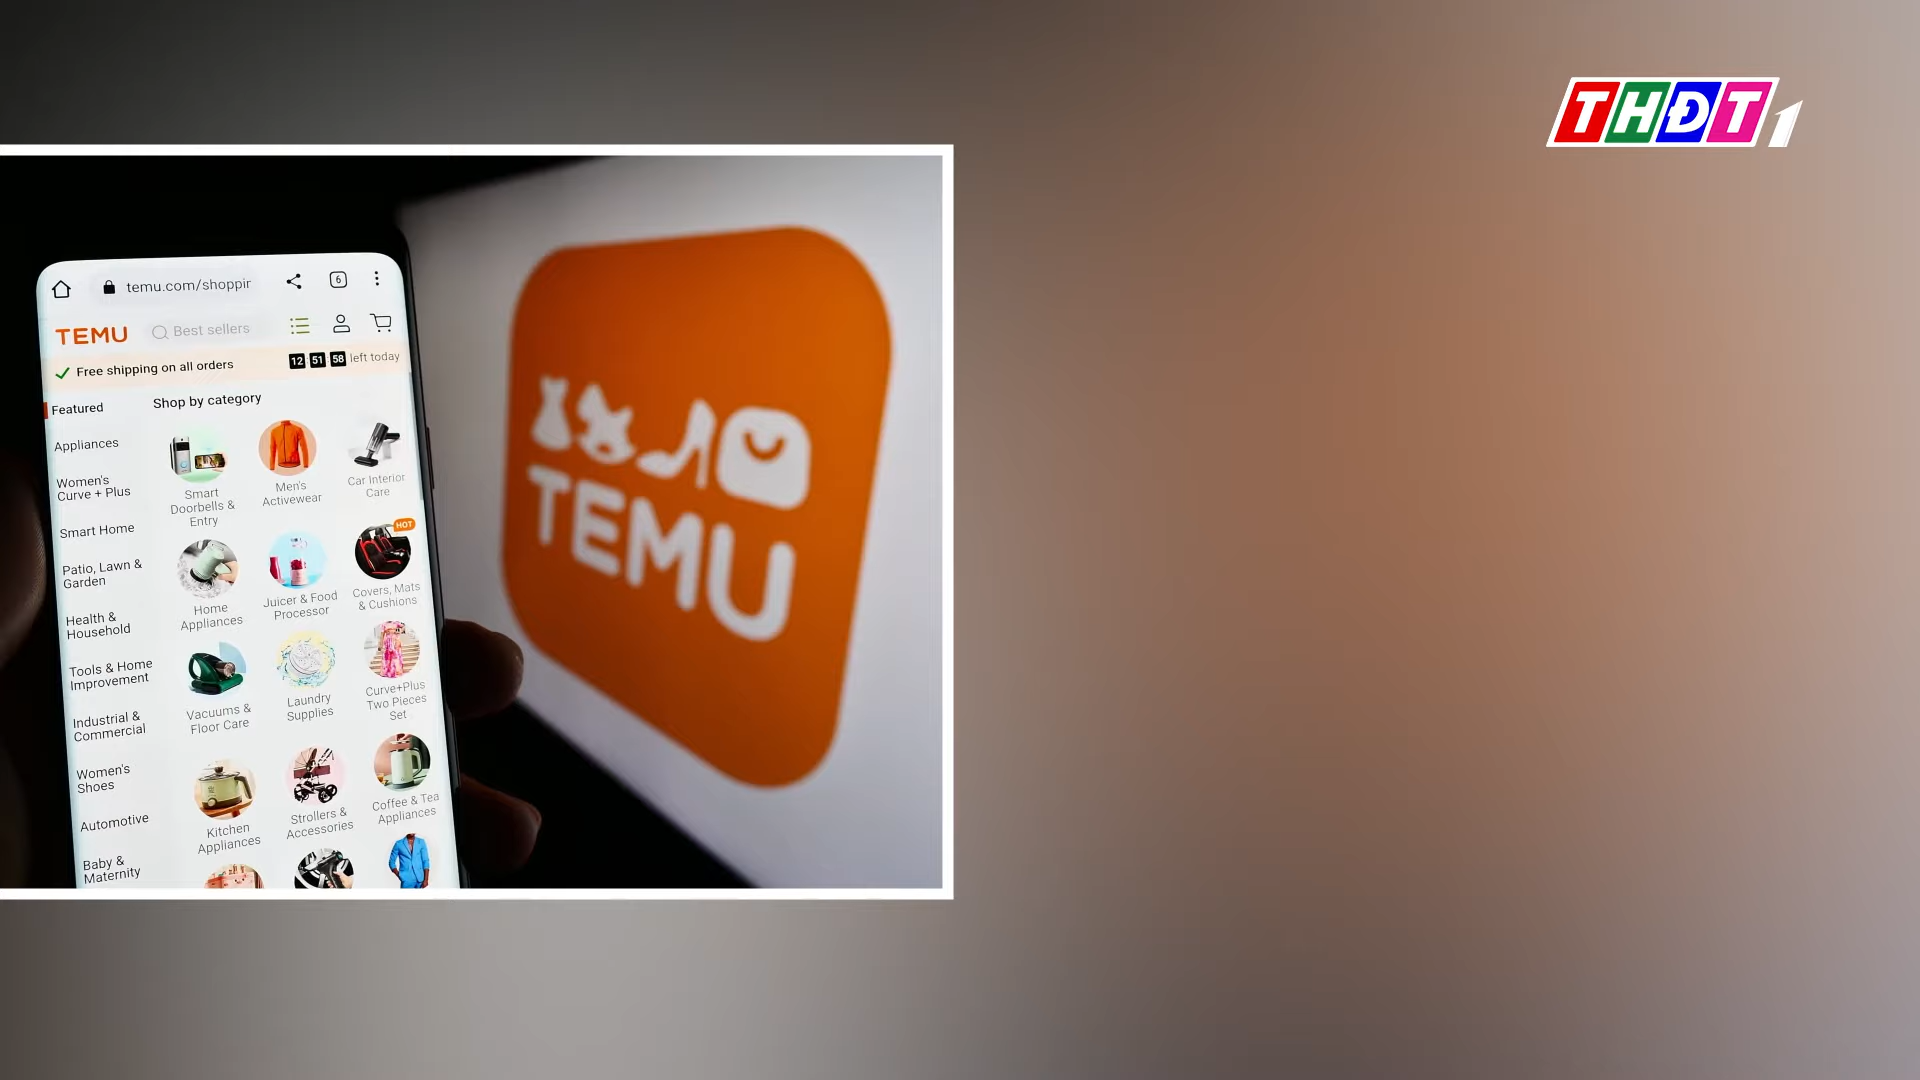 THĐT1
temu.com/shoppir
6
TEMU
Best sellers
Free shipping on all orders
12 51 58 left today
Featured
Appliances
Women's
Curve + Plus
Smart Home
Patio, Lawn &
Garden
Health &
Household
Tools & Home
Improvement
Industrial &
Commercial
Women's
Shoes
Automotive
Baby &
Maternity
Shop by category
Smart
Doorbells &
Entry
Men's
Activewear
Car Interior
Care
Home
Appliances
Juicer & Food
Processor
HOT
Covers, Mats
& Cushions
Vacuums &
Floor Care
Laundry
Supplies
Curve+Plus
Two Pieces
Set
Kitchen
Appliances
Strollers &
Accessories
Coffee & Tea
Appliances
TEMU